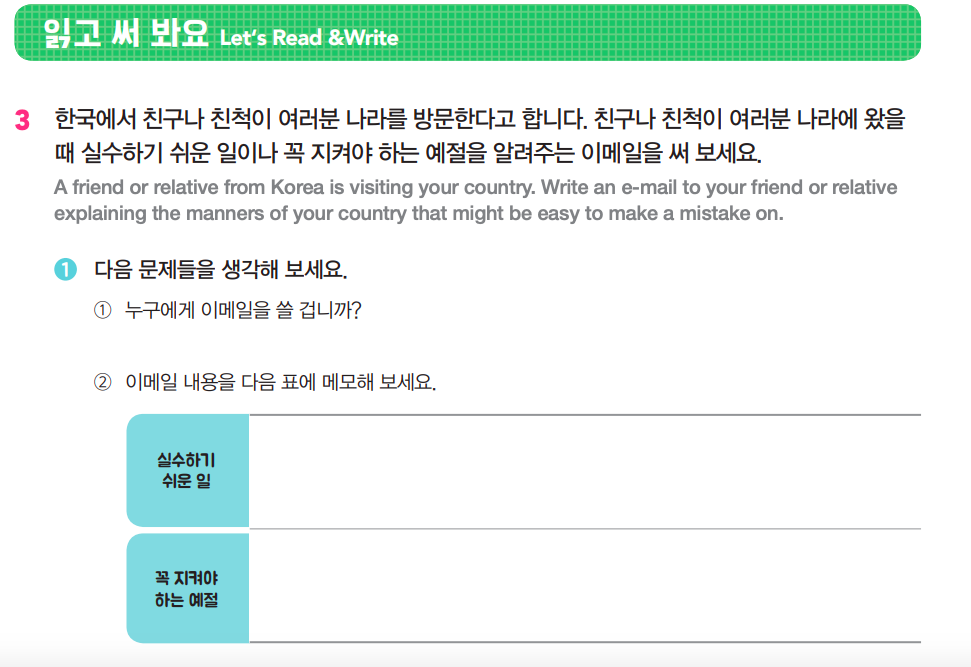 읽고 써 봐요 Let's Read &Write
3 한국에서 친구나 친척이 여러분 나라를 방문한다고 합니다. 친구나 친척이 여러분 나라에 왔을
때 실수하기 쉬운 일이나 꼭 지켜야 하는 예절을 알려주는 이메일을 써 보세요.
A friend or relative from Korea is visiting your country. Write an e-mail to your friend or relative
explaining the manners of your country that might be easy to make a mistake on.
1 다음 문제들을 생각해 보세요.
① 누구에게 이메일을 쓸 겁니까?
② 이메일 내용을 다음 표에 메모해 보세요.
실수하기
쉬운 일
꼭 지켜야
하는 예절